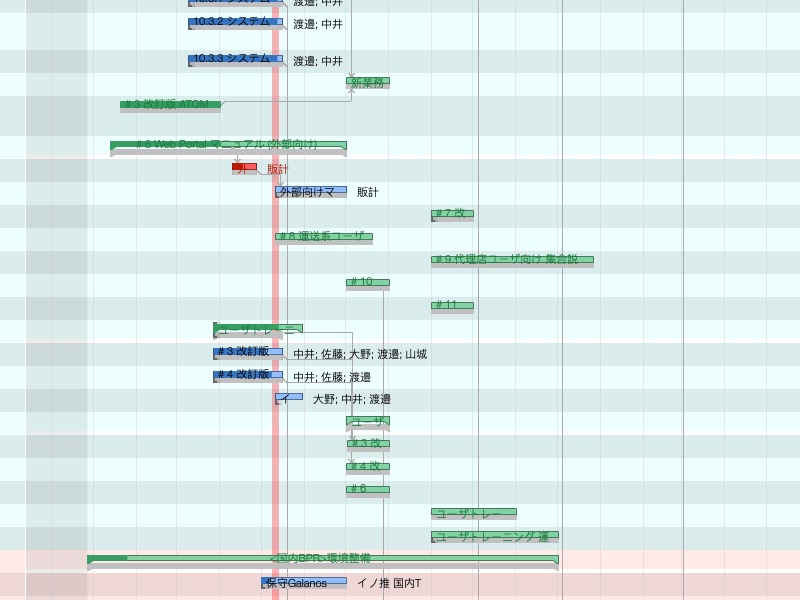 10.3.2 システム 渡邉; 中井
10.3.3 システム 渡邉; 中井
新業務
# 3 改訂版 ATOM
# 6 Web Portal マニュアル (外部向け)
外 販計
外部向けマ 販計
# 7 改
# 8 運送系ユーザ
# 9 代理店ユーザ向け 集合説
# 10
# 11
ユーザトレーニ
# 3 改訂版 中井; 佐藤; 大野; 渡邉; 山城
# 4 改訂版 中井; 佐藤; 渡邉
イ 大野; 中井; 渡邉
ユーザ
# 3 改
# 4 改
# 6
ユーザトレー
ユーザトレーニング 運
<国内BPR>環境整備
保守Galanos イノ推 国内T